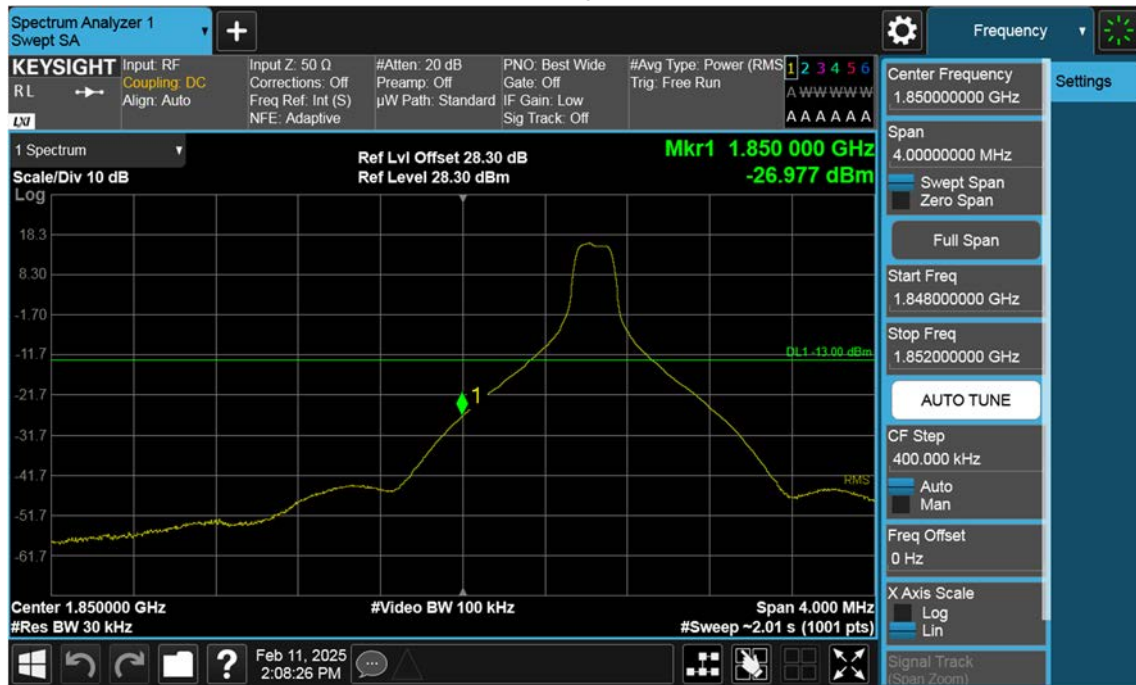 Spectrum Analyzer 1
Swept SA
+
Frequency
KEYSIGHT
RL
LXI
Input: RF
Coupling: DC
Align: Auto
Input Z: 50 Ω
Corrections: Off
Freq Ref: Int (S)
NFE: Adaptive
#Atten: 20 dB
Preamp: Off
µW Path: Standard
PNO: Best Wide
Gate: Off
IF Gain: Low
Sig Track: Off
#Avg Type: Power (RMS
Trig: Free Run
1 2 3 4 5 6
A W W W W W
A A A A A A
1 Spectrum
Scale/Div 10 dB
Log
Ref Lvl Offset 28.30 dB
Ref Level 28.30 dBm
Mkr1 1.850 000 GHz
-26.977 dBm
18.3
8.30
-1.70
-11.7
-21.7
-31.7
-41.7
-51.7
-61.7
DL1 -13.00 dBm
1
RMS
Center 1.850000 GHz
#Res BW 30 kHz
#Video BW 100 kHz
Span 4.000 MHz
#Sweep ~2.01 s (1001 pts)
Center Frequency
1.850000000 GHz
Span
4.00000000 MHz
Swept Span
Zero Span
Full Span
Start Freq
1.848000000 GHz
Stop Freq
1.852000000 GHz
AUTO TUNE
CF Step
400.000 kHz
Auto
Man
Freq Offset
0 Hz
X Axis Scale
Log
Lin
Signal Track
(Span Zoom)
Settings
?
Feb 11, 2025
2:08:26 PM